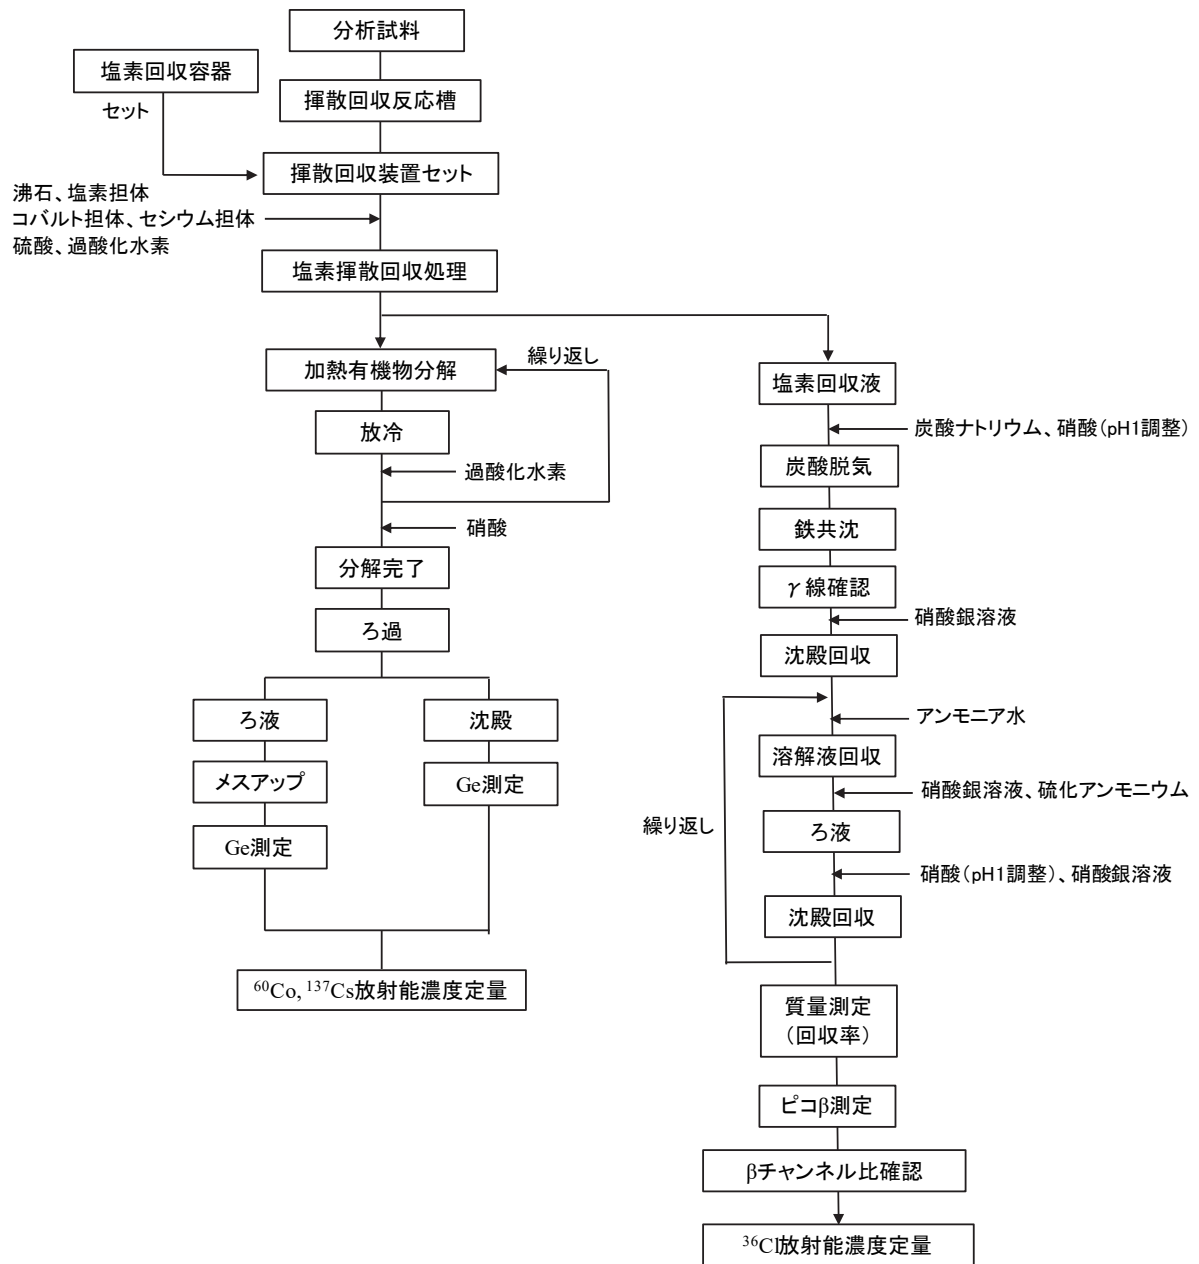 分析試料
塩素回収容器
セット
揮散回収反応槽
揮散回収装置セット
沸石、塩素担体
コバルト担体、セシウム担体
硫酸、過酸化水素
塩素揮散回収処理
加熱有機物分解
繰り返し
放冷
過酸化水素
硝酸
分解完了
ろ過
ろ液
メスアップ
Ge測定
沈殿
Ge測定
⁶⁰Co, ¹³⁷Cs放射能濃度定量
塩素回収液
炭酸ナトリウム、硝酸(pH1調整)
炭酸脱気
鉄共沈
γ線確認
硝酸銀溶液
沈殿回収
アンモニア水
溶解液回収
硝酸銀溶液、硫化アンモニウム
繰り返し
ろ液
硝酸(pH1調整)、硝酸銀溶液
沈殿回収
質量測定
(回収率)
ピコβ測定
βチャンネル比確認
³⁶Cl放射能濃度定量